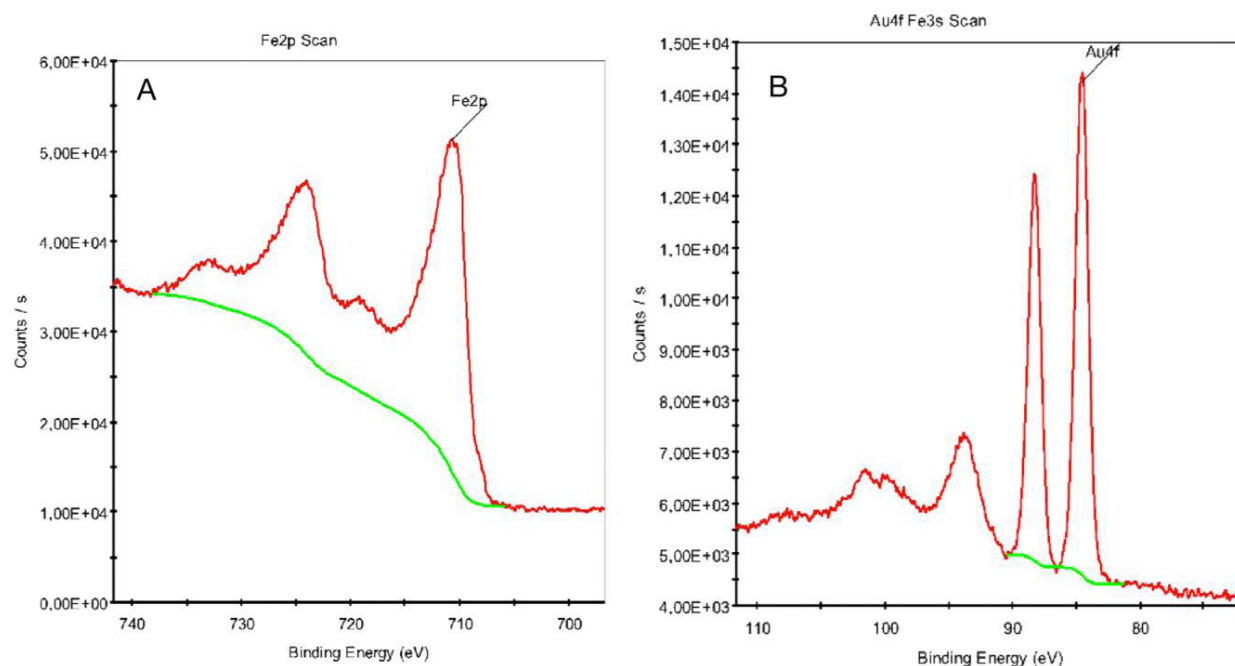 Fe2p Scan
A
Fe2p
6,00E+04
5,00E+04
4,00E+04
3,00E+04
2,00E+04
1,00E+04
0,00E+00
740 730 720 710 700
Binding Energy (eV)
Counts / s
Au4f Fe3s Scan
B
Au4f
1,50E+04
1,40E+04
1,30E+04
1,20E+04
1,10E+04
1,00E+04
9,00E+03
8,00E+03
7,00E+03
6,00E+03
5,00E+03
4,00E+03
110 100 90 80
Binding Energy (eV)
Counts / s